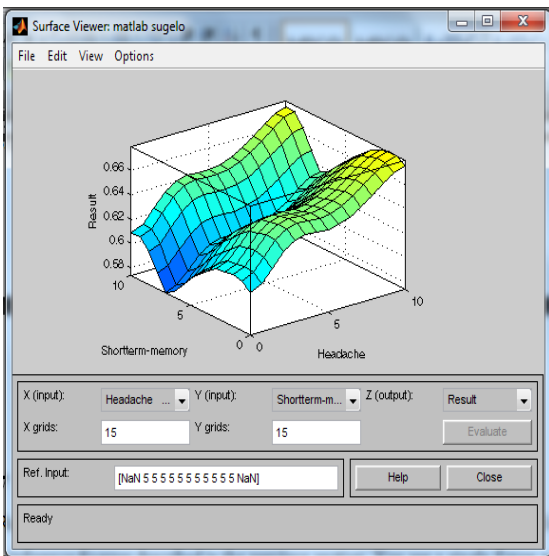 Surface Viewer: matlab sugelo
File Edit View Options
0.66
0.64
0.62
0.6
0.58
Result
10
5
0
Shortterm-memory
0
5
10
Headache
X (input): Headache ... Y (input): Shortterm-m... Z (output): Result
X grids: 15 Y grids: 15 Evaluate
Ref. Input: [NaN 5 5 5 5 5 5 5 5 5 5 5 NaN] Help Close
Ready